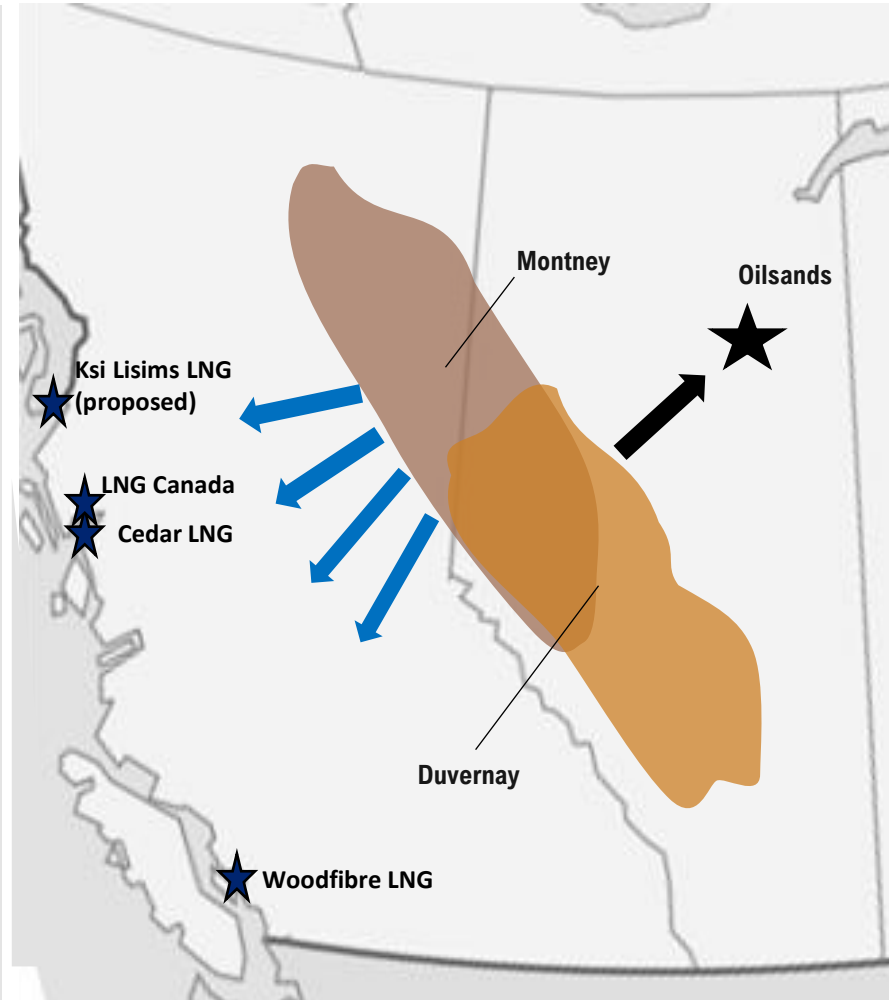 Montney
Oilsands
Ksi Lisims LNG
(proposed)
LNG Canada
Cedar LNG
Duvernay
Woodfibre LNG